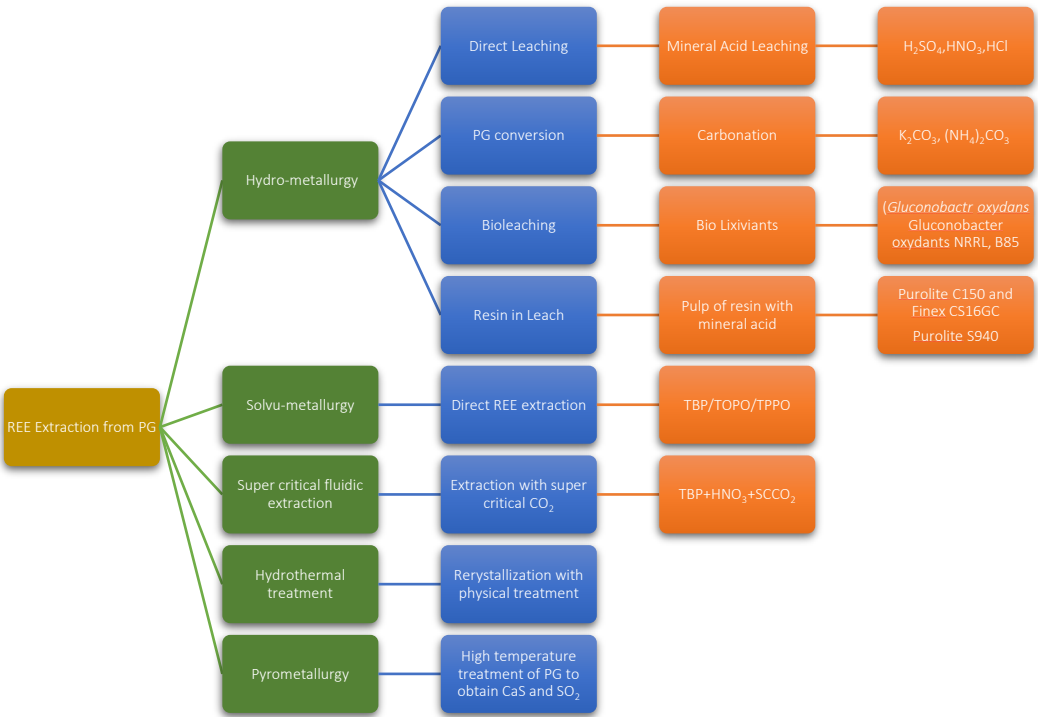 REE Extraction from PG
Hydro-metallurgy
Direct Leaching
Mineral Acid Leaching
H₂SO₄,HNO₃,HCl
PG conversion
Carbonation
K₂CO₃, (NH₄)₂CO₃
Bioleaching
Bio Lixiviants
(Gluconobactr oxydans
Gluconobacter
oxydants NRRL, B85
Resin in Leach
Pulp of resin with
mineral acid
Purolite C150 and
Finex CS16GC
Purolite S940
Solvu-metallurgy
Direct REE extraction
TBP/TOPO/TPPO
Super critical fluidic
extraction
Extraction with super
critical CO₂
TBP+HNO₃+SCCO₂
Hydrothermal
treatment
Rerystallization with
physical treatment
Pyrometallurgy
High temperature
treatment of PG to
obtain CaS and SO₂